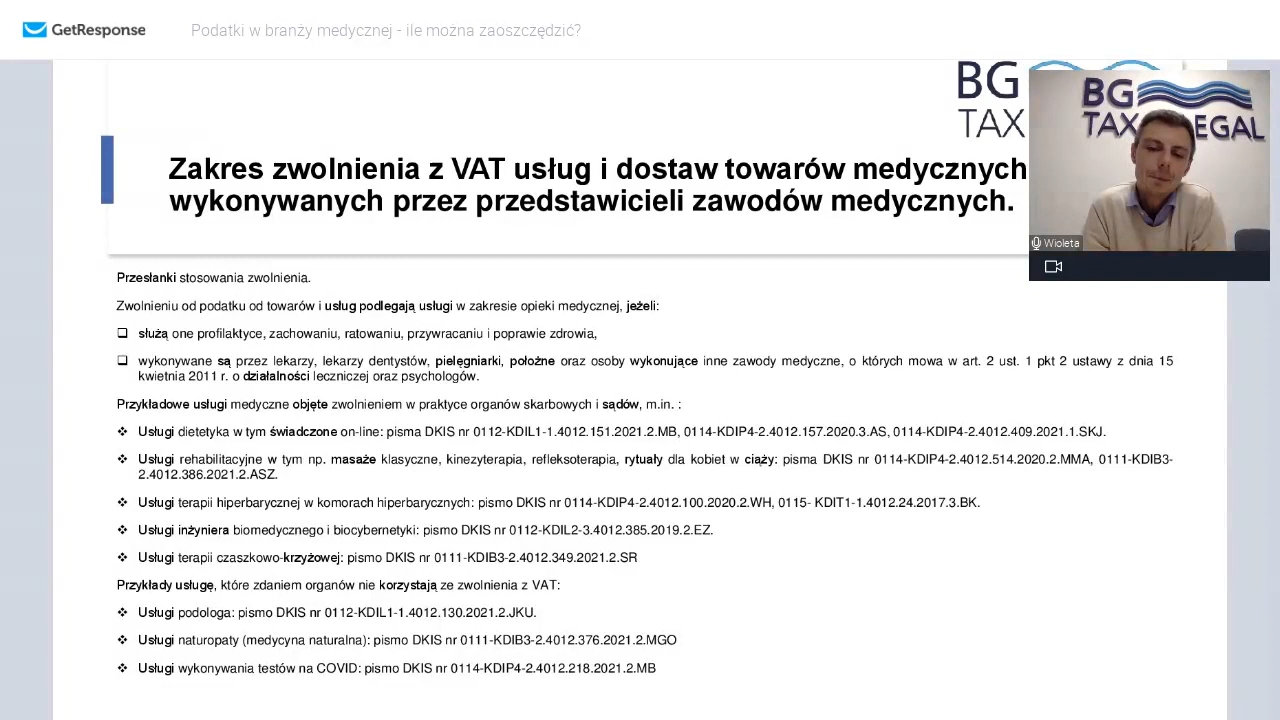 GetResponse
Podatki w branży medycznej - ile można zaoszczędzić?
BG
TAX
BG
TAX EGAL
Zakres zwolnienia z VAT usług i dostaw towarów medycznych
wykonywanych przez przedstawicieli zawodów medycznych.
Wioleta
Przesłanki stosowania zwolnienia.
Zwolnieniu od podatku od towarów i usług podlegają usługi w zakresie opieki medycznej, jeżeli:
❑ służą one profilaktyce, zachowaniu, ratowaniu, przywracaniu i poprawie zdrowia,
❑ wykonywane są przez lekarzy, lekarzy dentystów, pielęgniarki, położne oraz osoby wykonujące inne zawody medyczne, o których mowa w art. 2 ust. 1 pkt 2 ustawy z dnia 15
kwietnia 2011 r. o działalności leczniczej oraz psychologów.
Przykładowe usługi medyczne objęte zwolnieniem w praktyce organów skarbowych i sądów, m.in. :
❖ Usługi dietetyka w tym świadczone on-line: pisma DKIS nr 0112-KDIL1-1.4012.151.2021.2.MB, 0114-KDIP4-2.4012.157.2020.3.AS, 0114-KDIP4-2.4012.409.2021.1.SKJ.
❖ Usługi rehabilitacyjne w tym np. masaże klasyczne, kinezyterapia, refleksoterapia, rytuały dla kobiet w ciąży: pisma DKIS nr 0114-KDIP4-2.4012.514.2020.2.MMA, 0111-KDIB3-
2.4012.386.2021.2.ASZ.
❖ Usługi terapii hiperbarycznej w komorach hiperbarycznych: pismo DKIS nr 0114-KDIP4-2.4012.100.2020.2.WH, 0115- KDIT1-1.4012.24.2017.3.BK.
❖ Usługi inżyniera biomedycznego i biocybernetyki: pismo DKIS nr 0112-KDIL2-3.4012.385.2019.2.EZ.
❖ Usługi terapii czaszkowo-krzyżowej: pismo DKIS nr 0111-KDIB3-2.4012.349.2021.2.SR
Przykłady usługę, które zdaniem organów nie korzystają ze zwolnienia z VAT:
❖ Usługi podologa: pismo DKIS nr 0112-KDIL1-1.4012.130.2021.2.JKU.
❖ Usługi naturopaty (medycyna naturalna): pismo DKIS nr 0111-KDIB3-2.4012.376.2021.2.MGO
❖ Usługi wykonywania testów na COVID: pismo DKIS nr 0114-KDIP4-2.4012.218.2021.2.MB